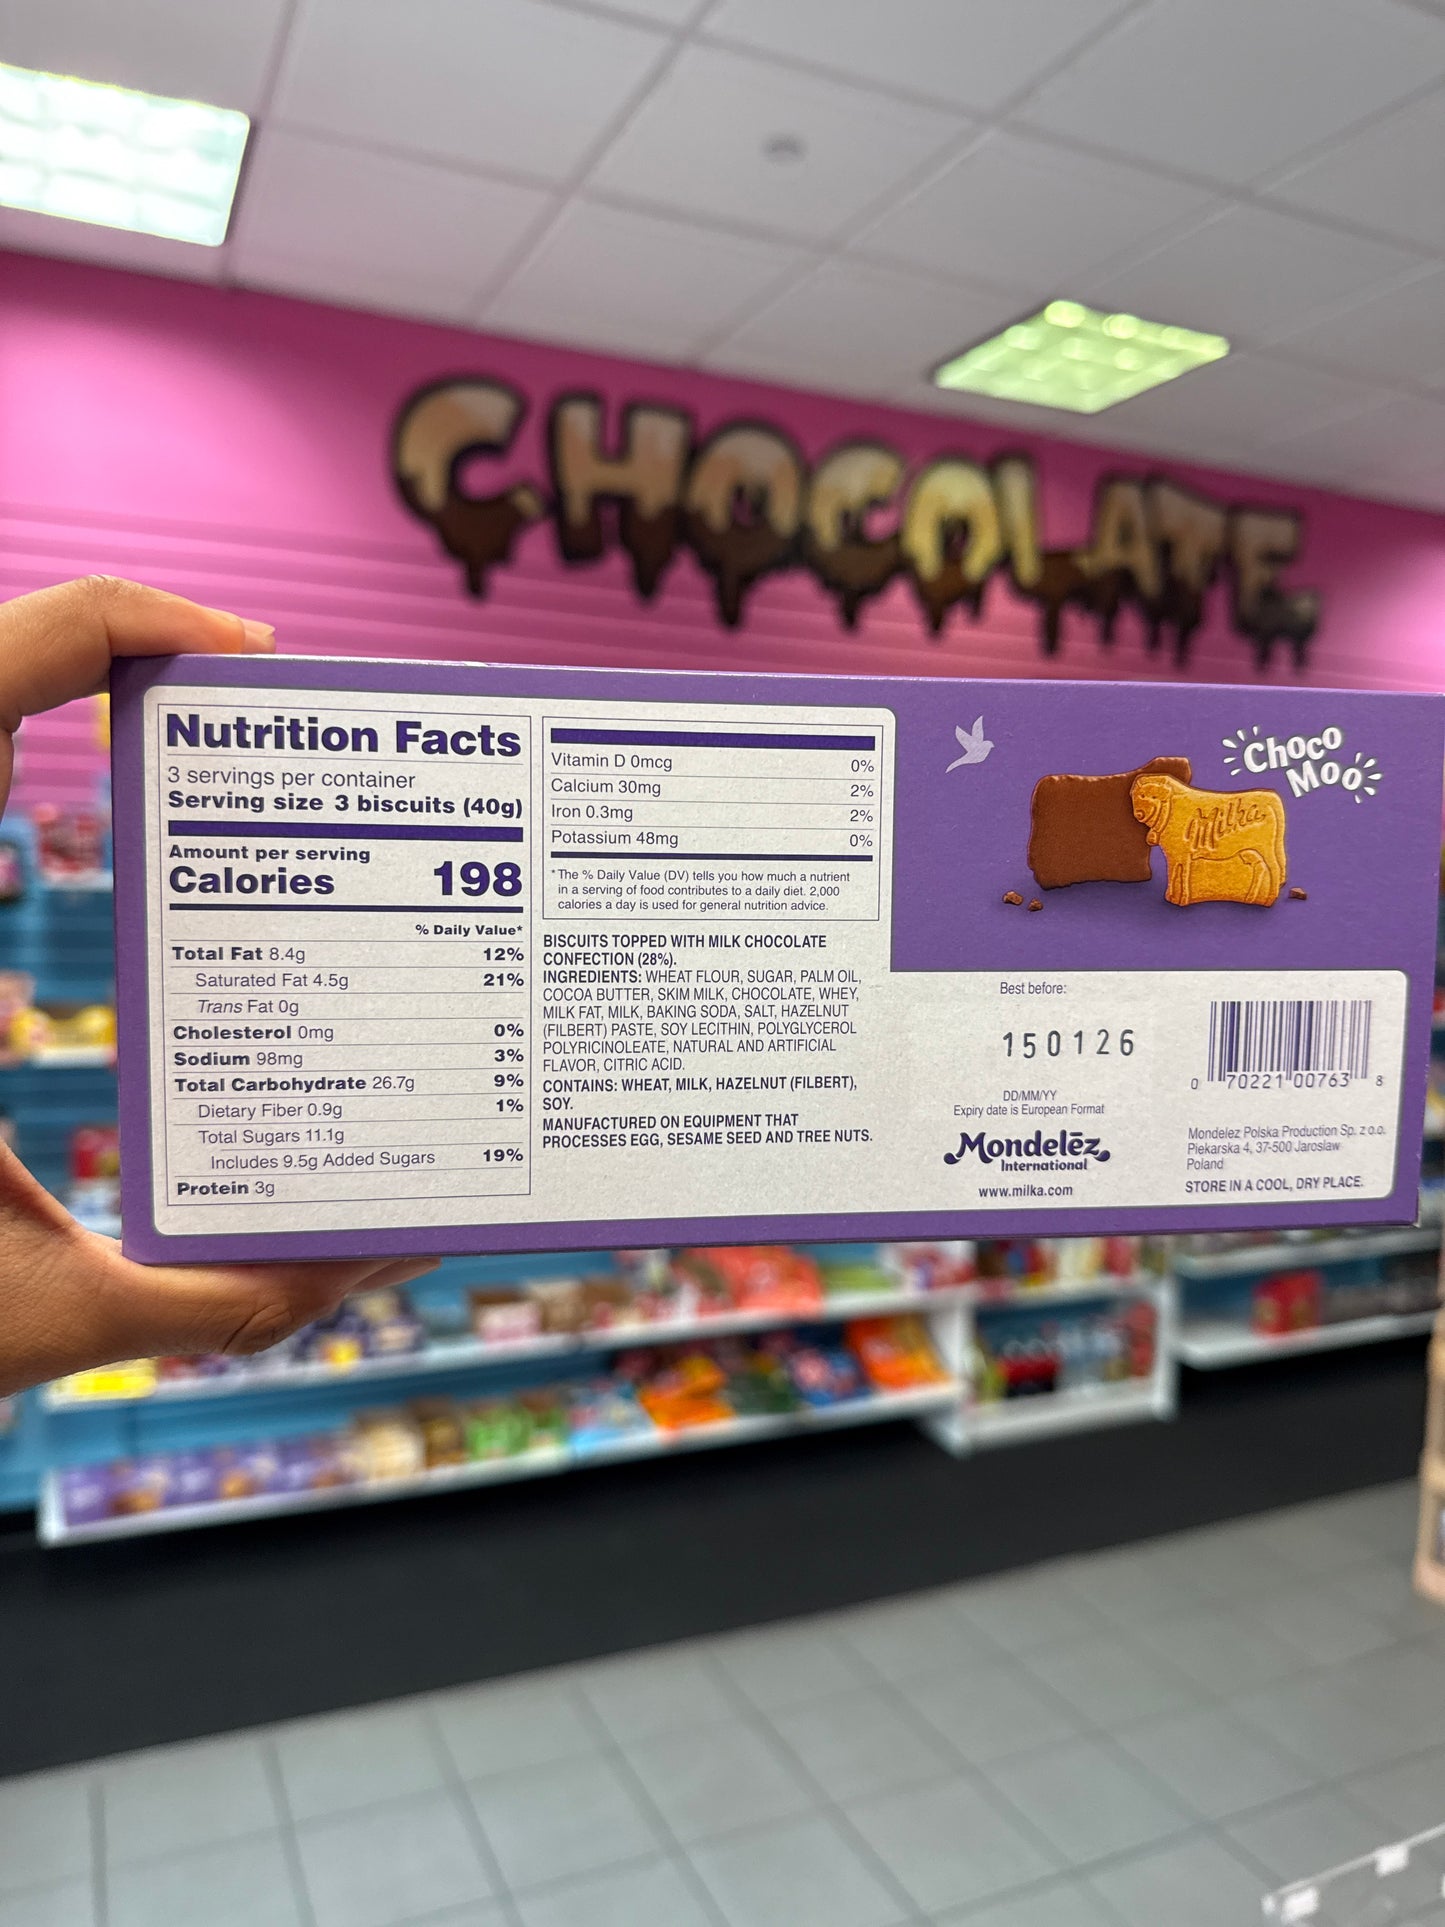 CHOCOLATE
Nutrition Facts
3 servings per container
Serving size 3 biscuits (40g)
Amount per serving
Calories 198
% Daily Value*
Total Fat 8.4g 12%
Saturated Fat 4.5g 21%
Trans Fat 0g
Cholesterol 0mg 0%
Sodium 98mg 3%
Total Carbohydrate 26.7g 9%
Dietary Fiber 0.9g 1%
Total Sugars 11.1g
Includes 9.5g Added Sugars 19%
Protein 3g
Vitamin D 0mcg 0%
Calcium 30mg 2%
Iron 0.3mg 2%
Potassium 48mg 0%
*The % Daily Value (DV) tells you how much a nutrient
in a serving of food contributes to a daily diet. 2,000
calories a day is used for general nutrition advice.
BISCUITS TOPPED WITH MILK CHOCOLATE
CONFECTION (28%).
INGREDIENTS: WHEAT FLOUR, SUGAR, PALM OIL,
COCOA BUTTER, SKIM MILK, CHOCOLATE, WHEY,
MILK FAT, MILK, BAKING SODA, SALT, HAZELNUT
(FILBERT) PASTE, SOY LECITHIN, POLYGLYCEROL
POLYRICINOLEATE, NATURAL AND ARTIFICIAL
FLAVOR, CITRIC ACID.
CONTAINS: WHEAT, MILK, HAZELNUT (FILBERT),
SOY.
MANUFACTURED ON EQUIPMENT THAT
PROCESSES EGG, SESAME SEED AND TREE NUTS.
Choco
Moo
Milka
Best before:
150126
DD/MM/YY
Expiry date is European Format
Mondelēz
International
www.milka.com
0 70221 00763 8
Mondelez Polska Production Sp. z o.o.
Piekarska 4, 37-500 Jaroslaw
Poland
STORE IN A COOL, DRY PLACE.